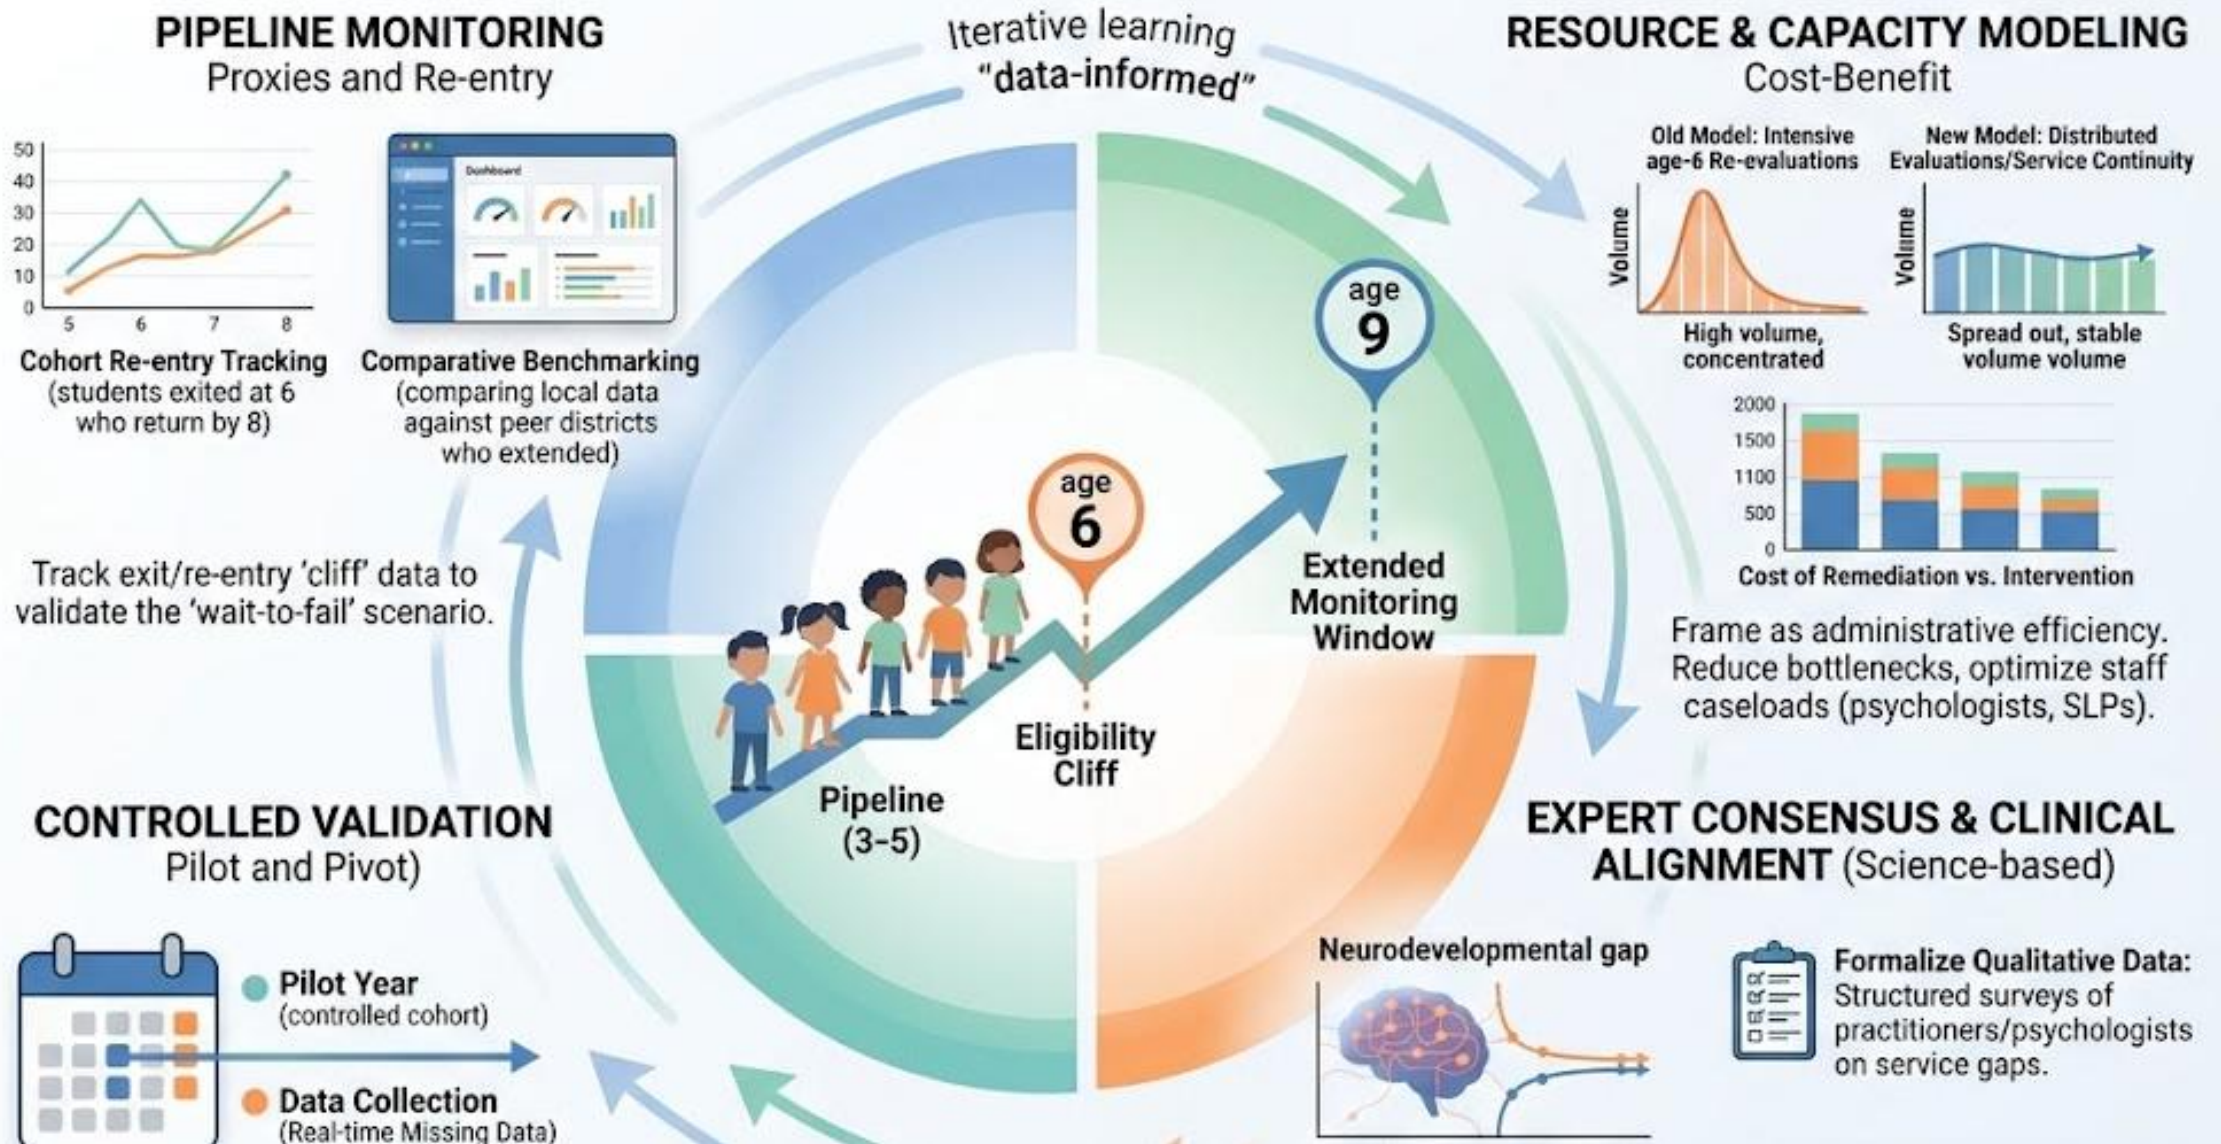 PIPELINE MONITORING
Proxies and Re-entry
50
40
30
20
10
0
5 6 7 8
Cohort Re-entry Tracking
(students exited at 6
who return by 8)
Dashboard
Comparative Benchmarking
(comparing local data
against peer districts
who extended)
Track exit/re-entry ‘cliff’ data to
validate the ‘wait-to-fail’ scenario.
Iterative learning
“data-informed”
RESOURCE & CAPACITY MODELING
Cost-Benefit
Old Model: Intensive
age-6 Re-evaluations
Volume
High volume,
concentrated
New Model: Distributed
Evaluations/Service Continuity
Volume
Spread out, stable
volume volume
2000
1500
1100
500
0
Cost of Remediation vs. Intervention
Frame as administrative efficiency.
Reduce bottlenecks, optimize staff
caseloads (psychologists, SLPs).
age
9
Extended
Monitoring
Window
age
6
Eligibility
Cliff
Pipeline
(3-5)
CONTROLLED VALIDATION
Pilot and Pivot)
Pilot Year
(controlled cohort)
Data Collection
(Real-time Missing Data)
EXPERT CONSENSUS & CLINICAL
ALIGNMENT (Science-based)
Neurodevelopmental gap
Formalize Qualitative Data:
Structured surveys of
practitioners/psychologists
on service gaps.